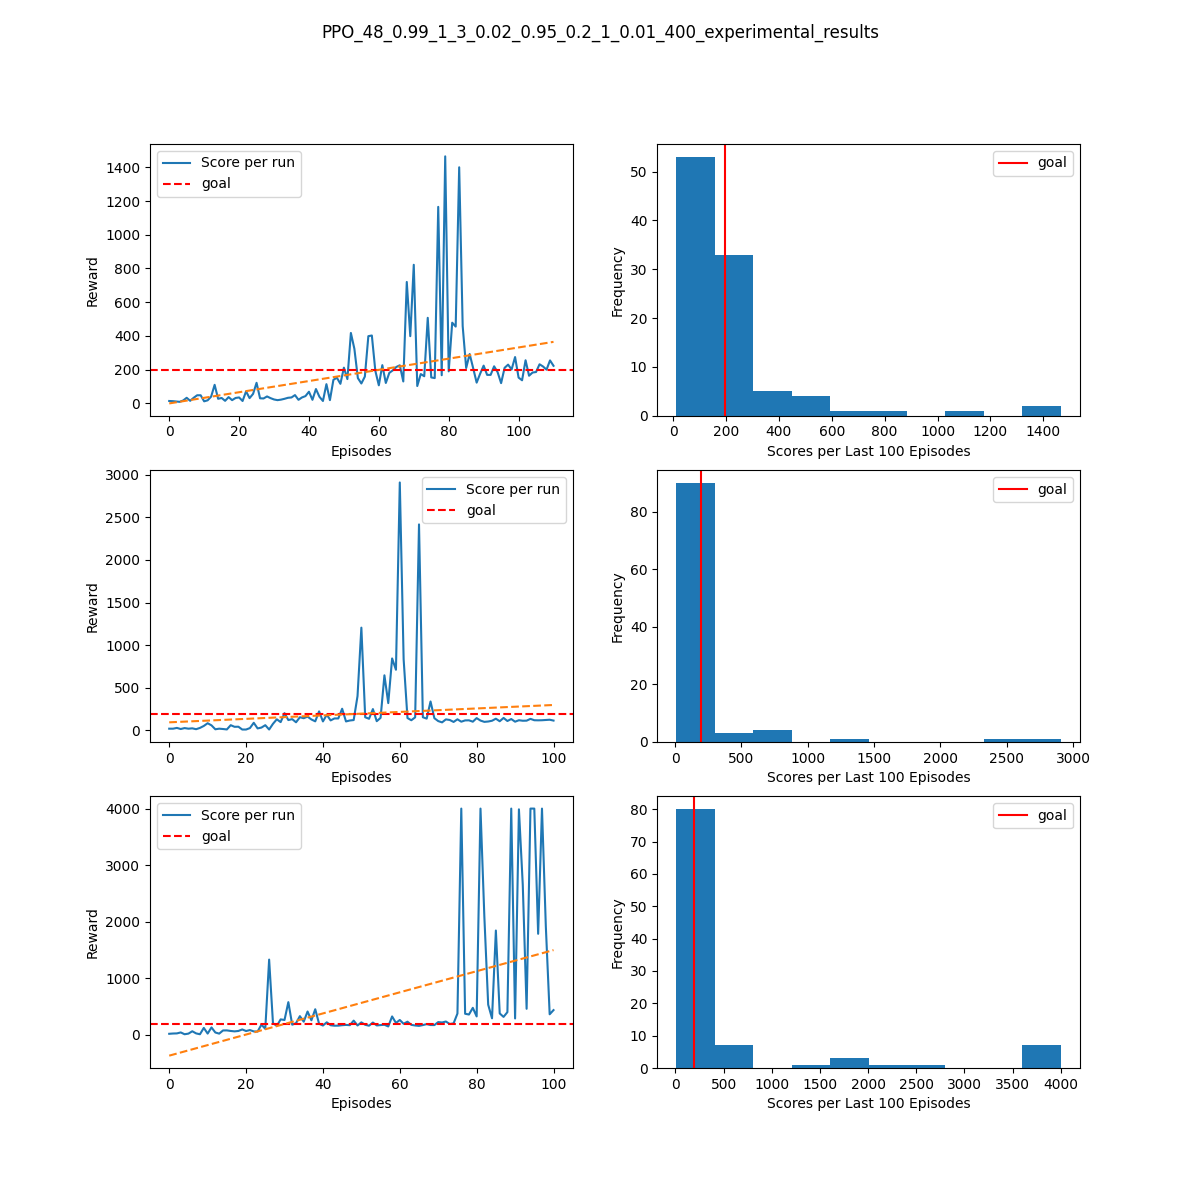 PPO_48_0.99_1_3_0.02_0.95_0.2_1_0.01_400_experimental_results
Score per run
goal
Reward
1400
1200
1000
800
600
400
200
0
0 20 40 60 80 100
Episodes
goal
Frequency
50
40
30
20
10
0
0 200 400 600 800 1000 1200 1400
Scores per Last 100 Episodes
Score per run
goal
Reward
3000
2500
2000
1500
1000
500
0
0 20 40 60 80 100
Episodes
goal
Frequency
80
60
40
20
0
0 500 1000 1500 2000 2500 3000
Scores per Last 100 Episodes
Score per run
goal
Reward
4000
3000
2000
1000
0
0 20 40 60 80 100
Episodes
goal
Frequency
80
70
60
50
40
30
20
10
0
0 500 1000 1500 2000 2500 3000 3500 4000
Scores per Last 100 Episodes